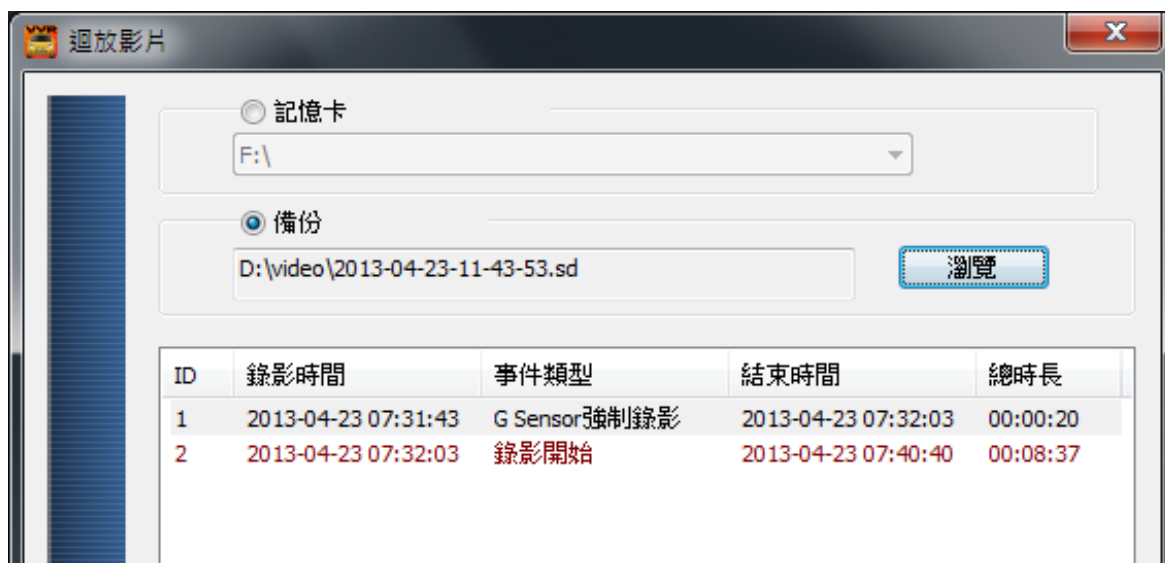 迴放影片
記憶卡
F:\
備份
D:\video\2013-04-23-11-43-53.sd 瀏覽
ID 錄影時間 事件類型 結束時間 總時長
1 2013-04-23 07:31:43 G Sensor強制錄影 2013-04-23 07:32:03 00:00:20
2 2013-04-23 07:32:03 錄影開始 2013-04-23 07:40:40 00:08:37